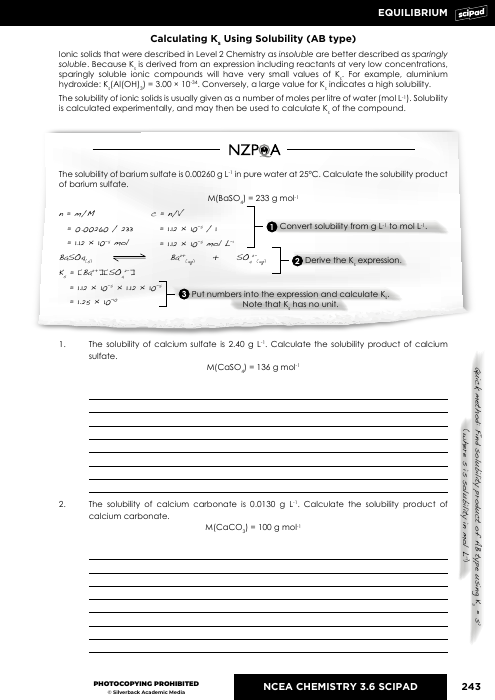 EQUILIBRIUM scipad
Calculating Kₛ Using Solubility (AB type)
Ionic solids that were described in Level 2 Chemistry as insoluble are better described as sparingly
soluble. Because Kₛ is derived from an expression including reactants at very low concentrations,
sparingly soluble ionic compounds will have very small values of Kₛ. For example, aluminium
hydroxide: Kₛ(Al(OH)₃) = 3.00 × 10⁻³⁴. Conversely, a large value for Kₛ indicates a high solubility.
The solubility of ionic solids is usually given as a number of moles per litre of water (mol L⁻¹). Solubility
is calculated experimentally, and may then be used to calculate Kₛ of the compound.
NZPQA
The solubility of barium sulfate is 0.00260 g L⁻¹ in pure water at 25°C. Calculate the solubility product
of barium sulfate.
M(BaSO₄) = 233 g mol⁻¹
n = m/M c = n/V
= 0.00260 / 233 = 1.12 × 10⁻⁵ / 1
= 1.12 × 10⁻⁵ mol = 1.12 × 10⁻⁵ mol L⁻¹
1 Convert solubility from g L⁻¹ to mol L⁻¹.
BaSO₄(s) ⇌ Ba²⁺(aq) + SO₄²⁻(aq)
Kₛ = [Ba²⁺][SO₄²⁻]
2 Derive the Kₛ expression.
= 1.12 × 10⁻⁵ × 1.12 × 10⁻⁵
= 1.25 × 10⁻¹⁰
3 Put numbers into the expression and calculate Kₛ.
Note that Kₛ has no unit.
1. The solubility of calcium sulfate is 2.40 g L⁻¹. Calculate the solubility product of calcium
sulfate.
M(CaSO₄) = 136 g mol⁻¹
2. The solubility of calcium carbonate is 0.0130 g L⁻¹. Calculate the solubility product of
calcium carbonate.
M(CaCO₃) = 100 g mol⁻¹
Quick method: Find solubility product of AB type using Kₛ = s²
(where s is solubility in mol L⁻¹)
PHOTOCOPYING PROHIBITED
© Silverback Academic Media
NCEA CHEMISTRY 3.6 SCIPAD
243